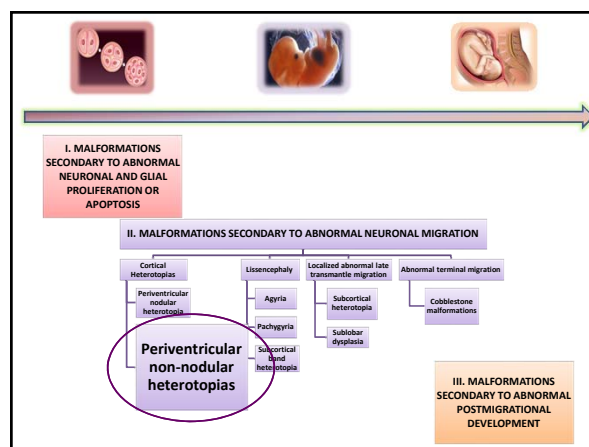 I. MALFORMATIONS
SECONDARY TO ABNORMAL
NEURONAL AND GLIAL
PROLIFERATION OR
APOPTOSIS
II. MALFORMATIONS SECONDARY TO ABNORMAL NEURONAL MIGRATION
Cortical
Heterotopias
Periventricular
nodular
heterotopia
Periventricular
non-nodular
heterotopias
Lissencephaly
Agyria
Pachygyria
Subcortical
band
heterotopia
Localized abnormal late
transmantle migration
Subcortical
heterotopia
Sublobar
dysplasia
Abnormal terminal migration
Cobblestone
malformations
III. MALFORMATIONS
SECONDARY TO ABNORMAL
POSTMIGRATIONAL
DEVELOPMENT